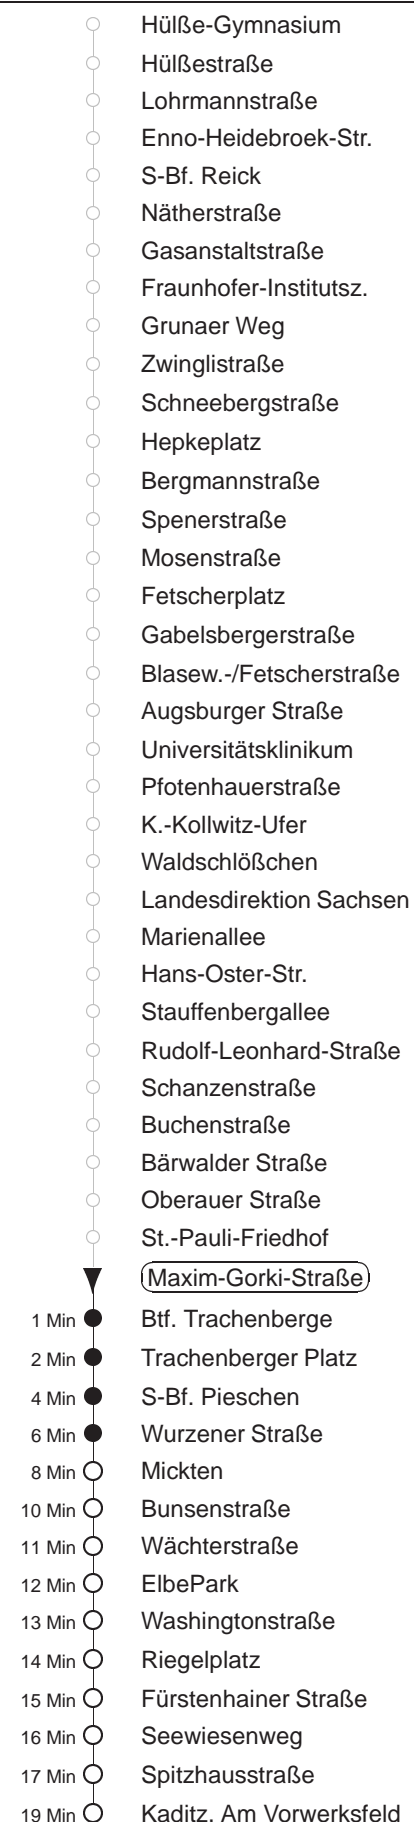 Hülße-Gymnasium
Hülßestraße
Lohrmannstraße
Enno-Heidebroek-Str.
S-Bf. Reick
Nätherstraße
Gasanstaltstraße
Fraunhofer-Institutsz.
Grunaer Weg
Zwinglistraße
Schneebergstraße
Hepkeplatz
Bergmannstraße
Spenerstraße
Mosenstraße
Fetscherplatz
Gabelsbergerstraße
Blasew.-/Fetscherstraße
Augsburger Straße
Universitätsklinikum
Pfotenhauerstraße
K.-Kollwitz-Ufer
Waldschlößchen
Landesdirektion Sachsen
Marienallee
Hans-Oster-Str.
Stauffenbergallee
Rudolf-Leonhard-Straße
Schanzenstraße
Buchenstraße
Bärwalder Straße
Oberauer Straße
St.-Pauli-Friedhof
Maxim-Gorki-Straße
1 Min Btf. Trachenberge
2 Min Trachenberger Platz
4 Min S-Bf. Pieschen
6 Min Wurzener Straße
8 Min Mickten
10 Min Bunsenstraße
11 Min Wächterstraße
12 Min ElbePark
13 Min Washingtonstraße
14 Min Riegelplatz
15 Min Fürstenhainer Straße
16 Min Seewiesenweg
17 Min Spitzhausstraße
19 Min Kaditz, Am Vorwerksfeld